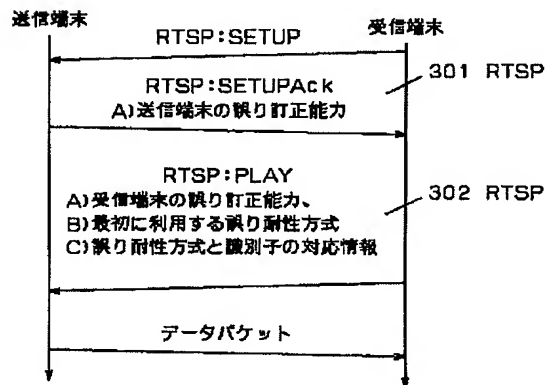 送信端末
受信端末
RTSP:SETUP
301 RTSP
RTSP:SETUPAck
A)送信端末の誤り訂正能力
RTSP:PLAY
302 RTSP
A)受信端末の誤り訂正能力、
B)最初に利用する誤り耐性方式
C)誤り耐性方式と識別子の対応情報
データパケット